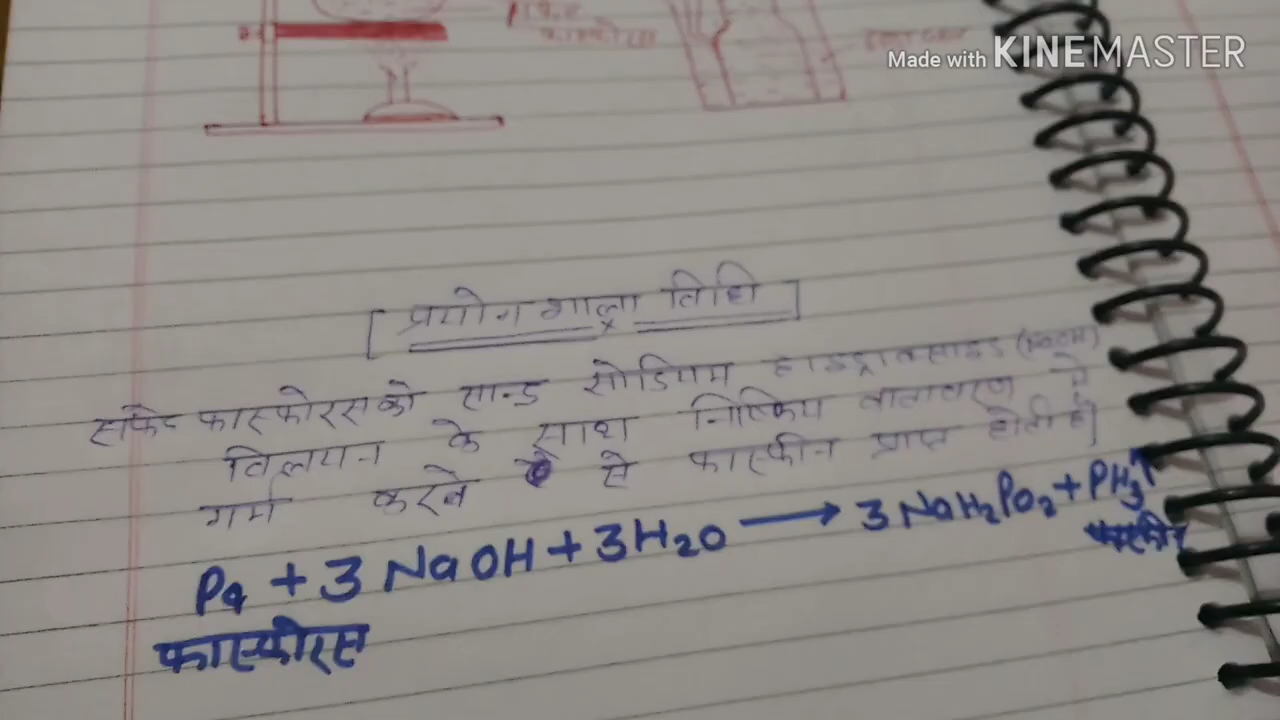 Made with KINEMASTER
[प्रयोगशाला विधि]
सफेद फास्फोरस को सान्ड सोडियम हाइड्राक्साइड (NaOH)
विलयन के साथ निष्क्रिय वातावरण में
गर्म करने से फास्फीन प्राप्त होती है।
P₄ + 3 NaOH + 3H₂O ⟶ 3 NaH₂PO₂ + PH₃↑
फास्फोरस फास्फीन